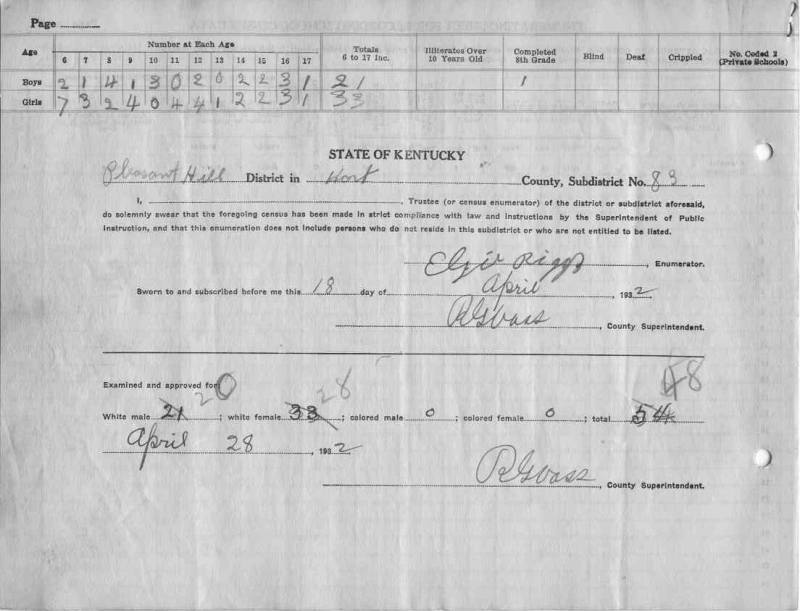 Page
Age Number at Each Age Totals 6 to 17 Inc. Illiterates Over 10 Years Old Completed 8th Grade Blind Deaf Crippled No. Coded 2 (Private Schools)
6 7 8 9 10 11 12 13 14 15 16 17
Boys 2 1 4 1 3 0 2 0 2 2 3 1 21 1
Girls 7 3 2 4 0 4 4 1 2 2 3 1 33
STATE OF KENTUCKY
Pleasant Hill District in Hart County, Subdistrict No. 83
I, , Trustee (or census enumerator) of the district or subdistrict aforesaid,
do solemnly swear that the foregoing census has been made in strict compliance with law and instructions by the Superintendent of Public
Instruction, and that this enumeration does not include persons who do not reside in this subdistrict or who are not entitled to be listed.
Elzie Riggs, Enumerator.
Sworn to and subscribed before me this 18 day of April, 1932.
, County Superintendent.
Examined and approved for 20 28 48
White male 21; white female 33; colored male 0; colored female 0; total 54
April 28, 1932
, County Superintendent.